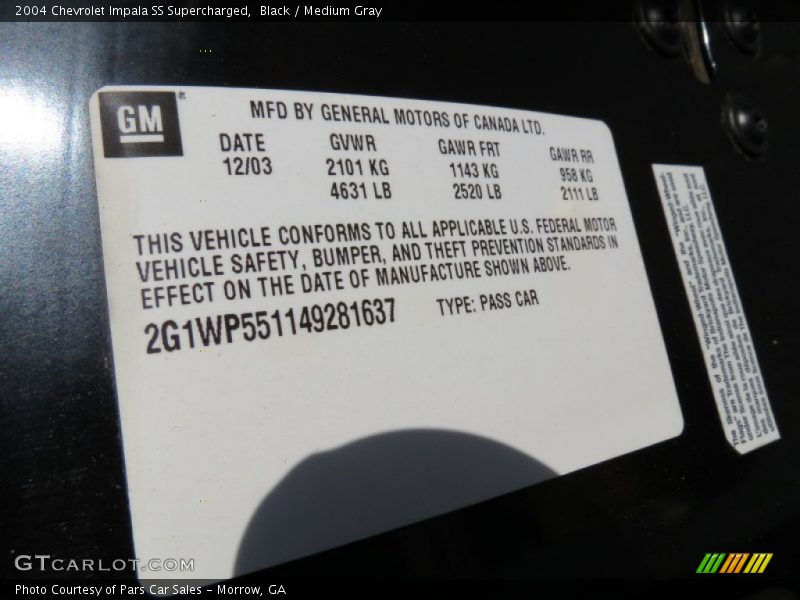 2004 Chevrolet Impala SS Supercharged, Black / Medium Gray
GM®
MFD BY GENERAL MOTORS OF CANADA LTD.
DATE GVWR GAWR FRT GAWR RR
12/03 2101 KG 1143 KG 958 KG
4631 LB 2520 LB 2111 LB
THIS VEHICLE CONFORMS TO ALL APPLICABLE U.S. FEDERAL MOTOR
VEHICLE SAFETY, BUMPER, AND THEFT PREVENTION STANDARDS IN
EFFECT ON THE DATE OF MANUFACTURE SHOWN ABOVE.
2G1WP551149281637 TYPE: PASS CAR
GTCARLOT.COM
Photo Courtesy of Pars Car Sales - Morrow, GA